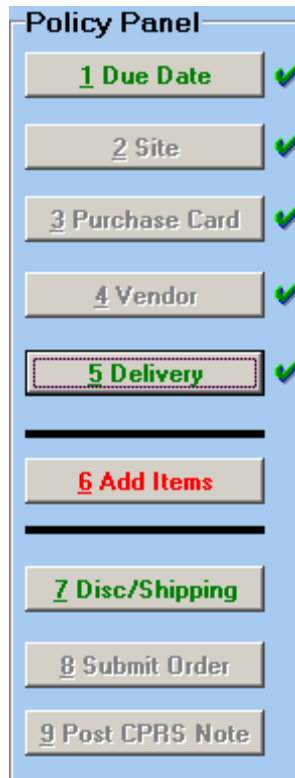 Policy Panel
1 Due Date
2 Site
3 Purchase Card
4 Vendor
5 Delivery
6 Add Items
7 Disc/Shipping
8 Submit Order
9 Post CPRS Note